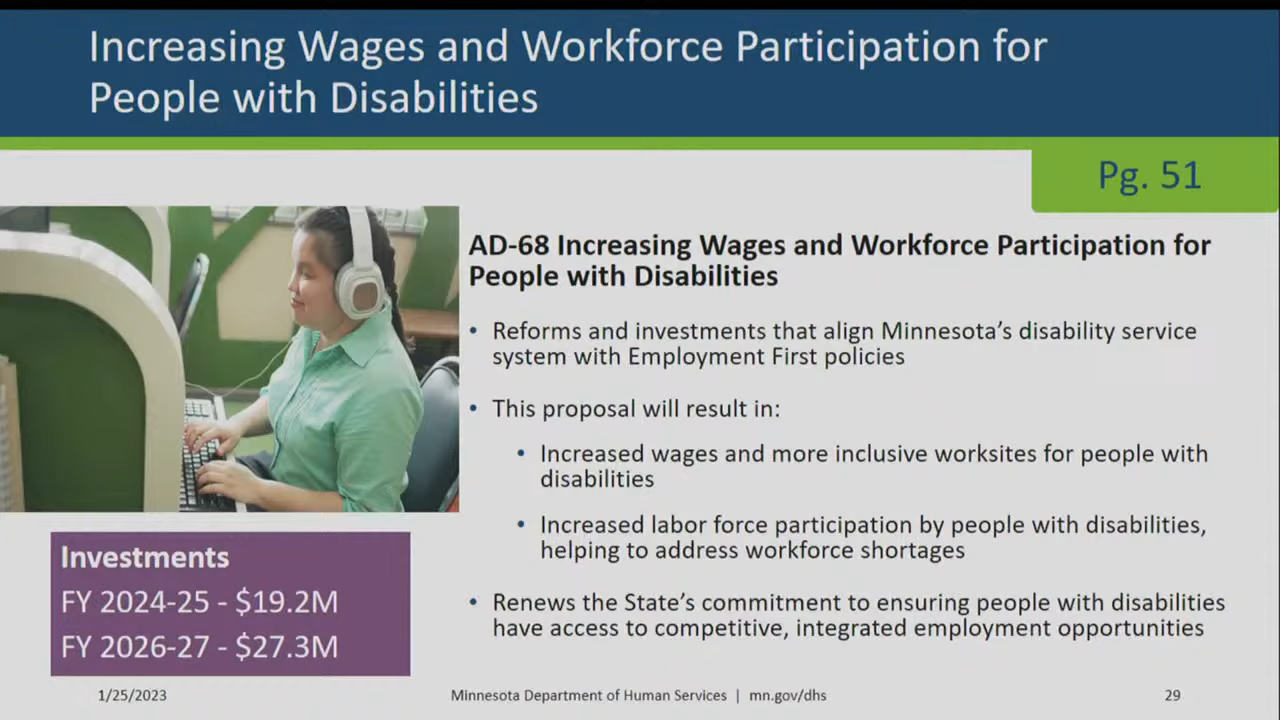 Increasing Wages and Workforce Participation for
People with Disabilities
Pg. 51
AD-68 Increasing Wages and Workforce Participation for
People with Disabilities
• Reforms and investments that align Minnesota's disability service
system with Employment First policies
• This proposal will result in:
• Increased wages and more inclusive worksites for people with
disabilities
• Increased labor force participation by people with disabilities,
helping to address workforce shortages
• Renews the State's commitment to ensuring people with disabilities
have access to competitive, integrated employment opportunities
Investments
FY 2024-25 - $19.2M
FY 2026-27 - $27.3M
1/25/2023
Minnesota Department of Human Services | mn.gov/dhs
29